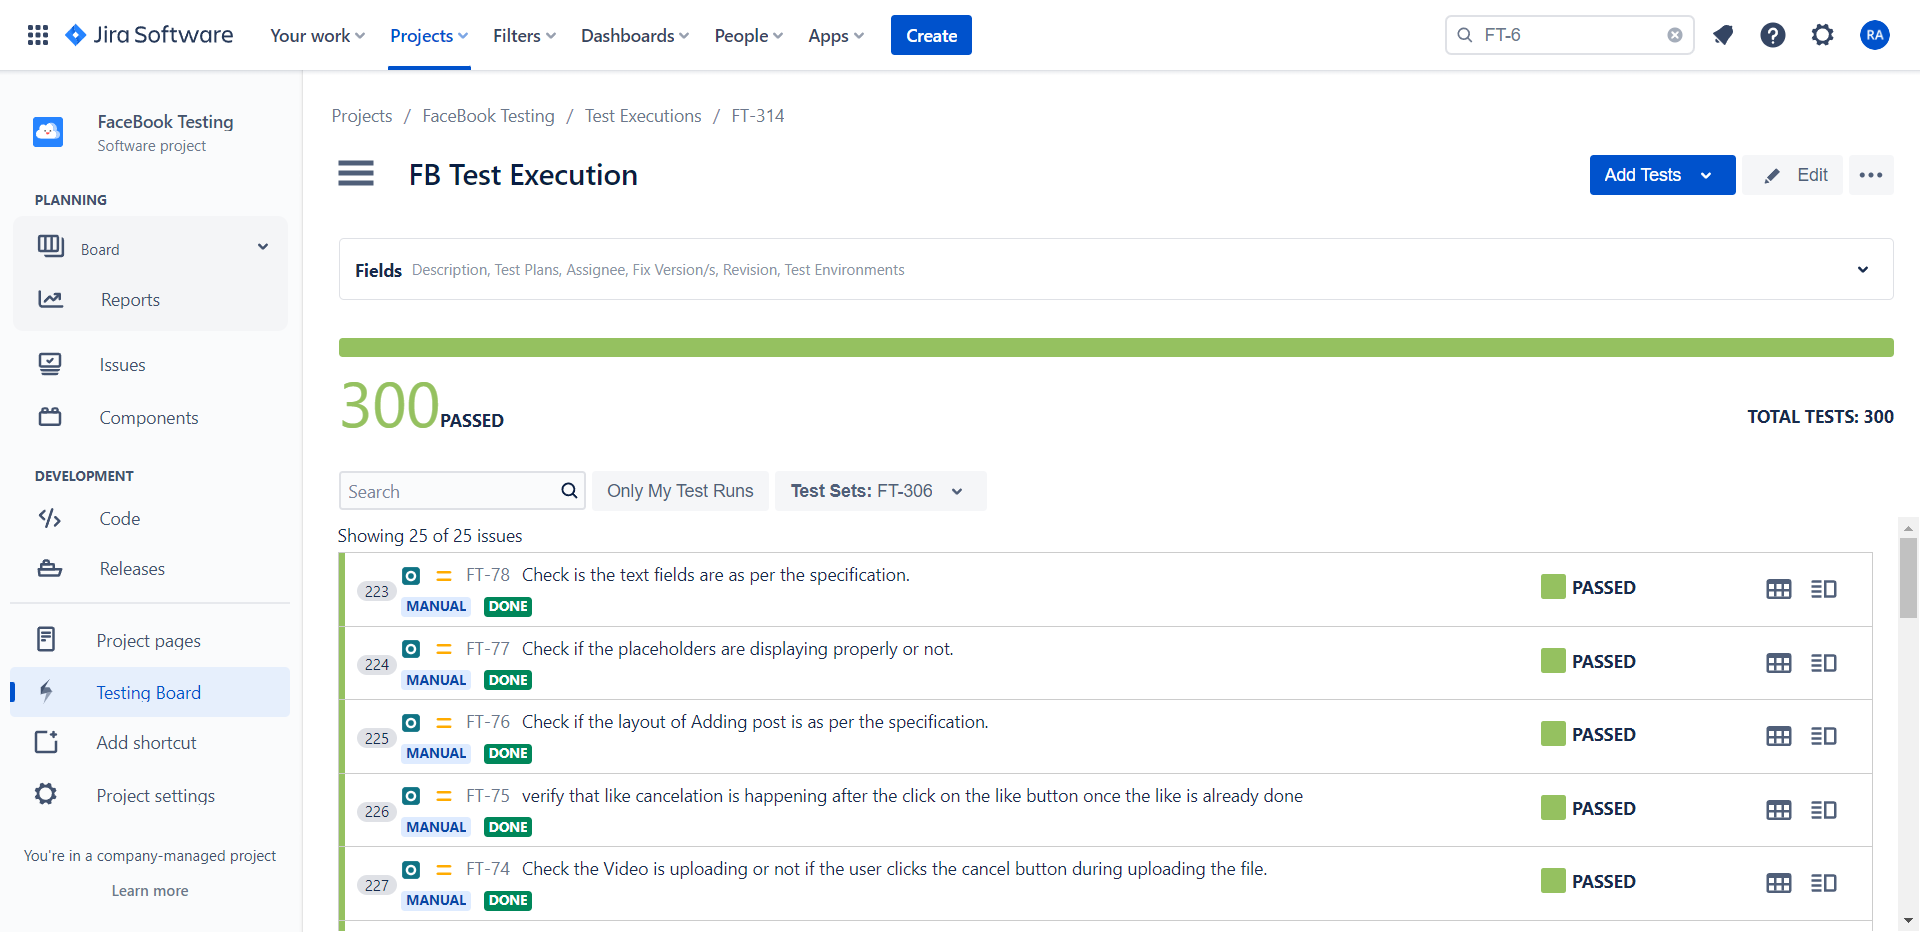 Jira Software Your work Projects Filters Dashboards People Apps Create FT-6 RA
FaceBook Testing
Software project
PLANNING
Board
Reports
Issues
Components
DEVELOPMENT
Code
Releases
Project pages
Testing Board
Add shortcut
Project settings
You're in a company-managed project
Learn more
Projects / FaceBook Testing / Test Executions / FT-314
FB Test Execution Add Tests Edit
Fields Description, Test Plans, Assignee, Fix Version/s, Revision, Test Environments
300 PASSED TOTAL TESTS: 300
Search Only My Test Runs Test Sets: FT-306
Showing 25 of 25 issues
223 FT-78 Check is the text fields are as per the specification. PASSED
MANUAL DONE
224 FT-77 Check if the placeholders are displaying properly or not. PASSED
MANUAL DONE
225 FT-76 Check if the layout of Adding post is as per the specification. PASSED
MANUAL DONE
226 FT-75 verify that like cancelation is happening after the click on the like button once the like is already done PASSED
MANUAL DONE
227 FT-74 Check the Video is uploading or not if the user clicks the cancel button during uploading the file. PASSED
MANUAL DONE